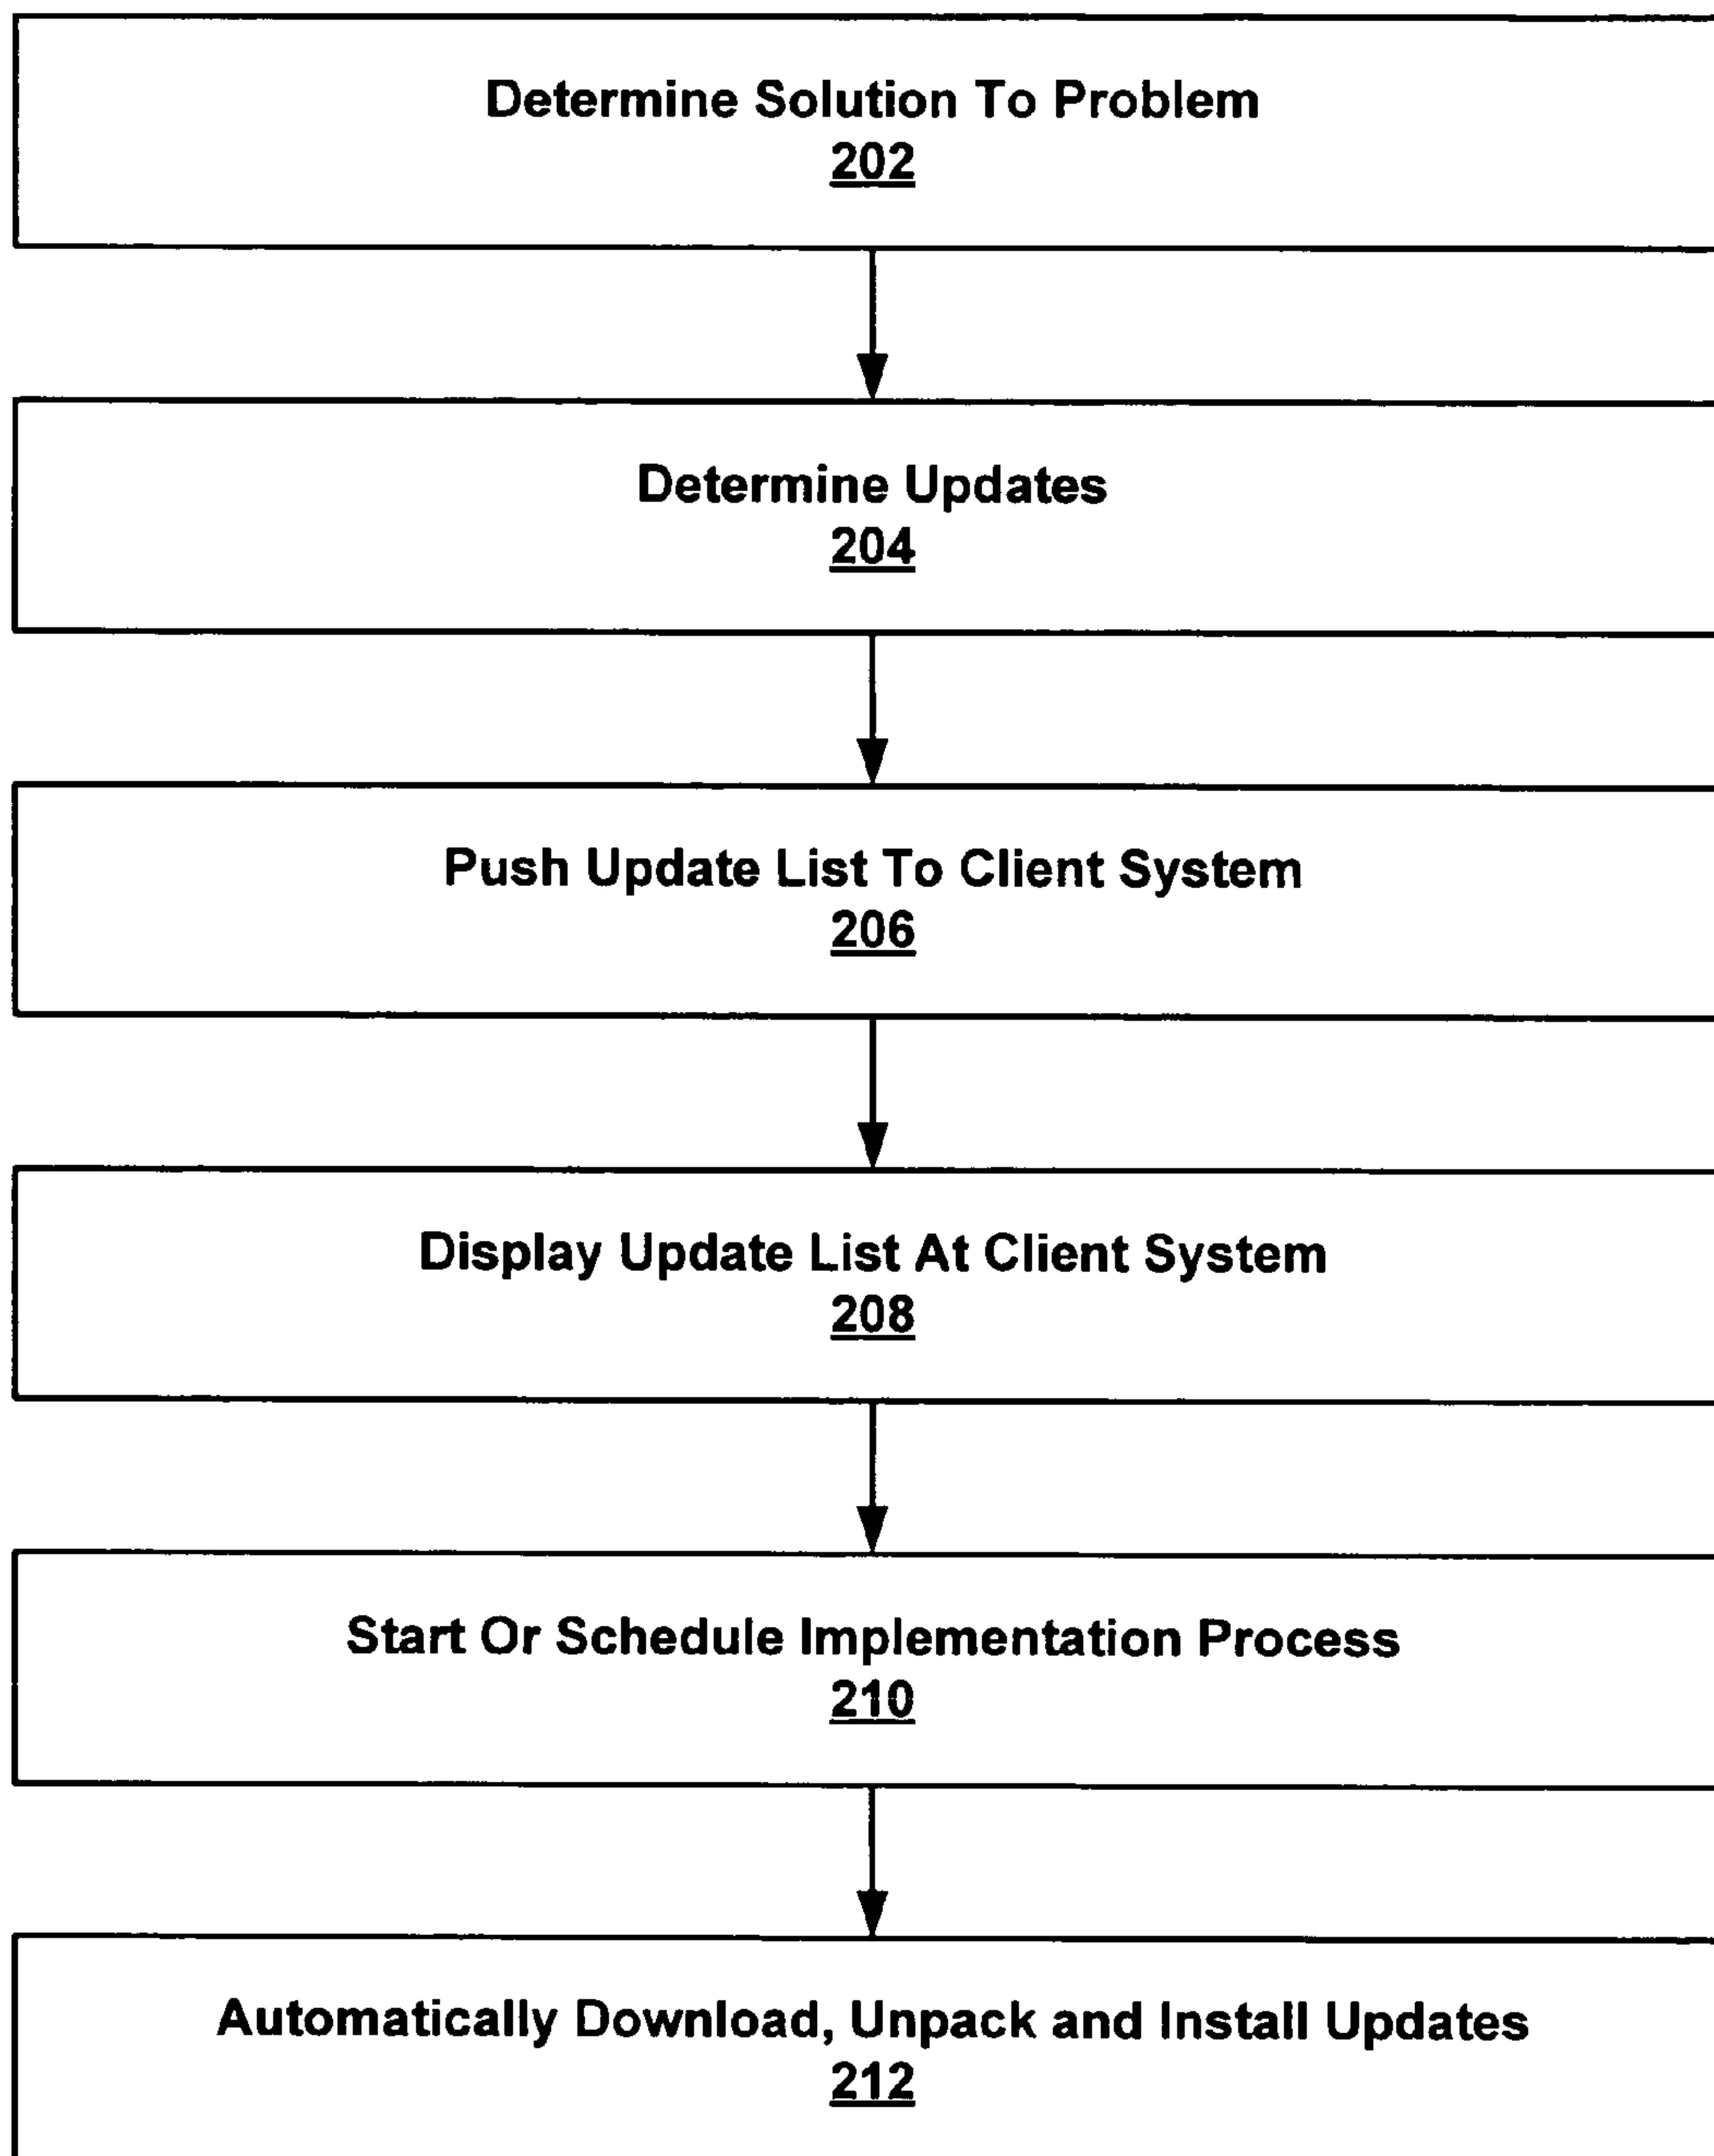 Determine Solution To Problem
202
Determine Updates
204
Push Update List To Client System
206
Display Update List At Client System
208
Start Or Schedule Implementation Process
210
Automatically Download, Unpack and Install Updates
212